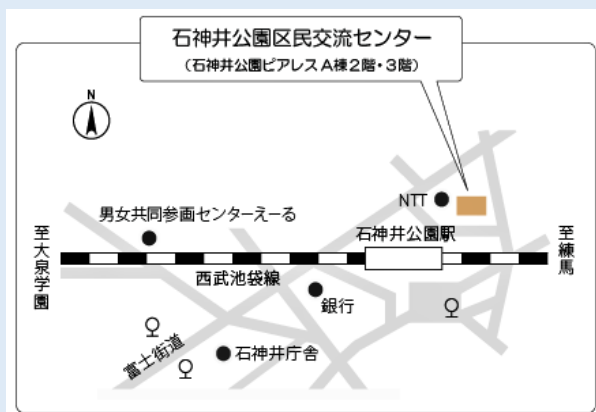 石神井公園区民交流センター
(石神井公園ピアレス A棟2階・3階)
N
NTT
男女共同参画センターえーる
石神井公園駅
至大泉学園
至練馬
西武池袋線
銀行
富士街道
石神井庁舎